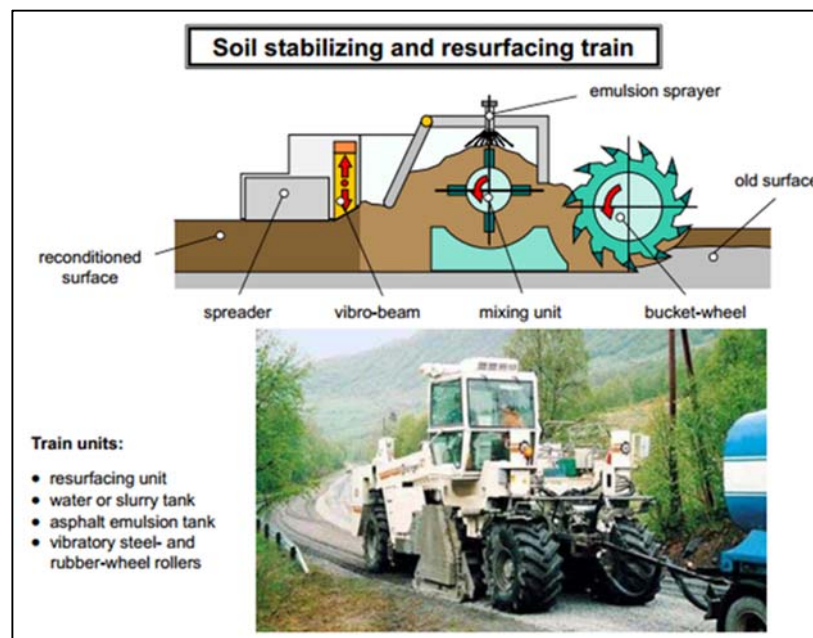 Soil stabilizing and resurfacing train
emulsion sprayer
old surface
reconditioned
surface
spreader
vibro-beam
mixing unit
bucket-wheel
Train units:
• resurfacing unit
• water or slurry tank
• asphalt emulsion tank
• vibratory steel- and
rubber-wheel rollers